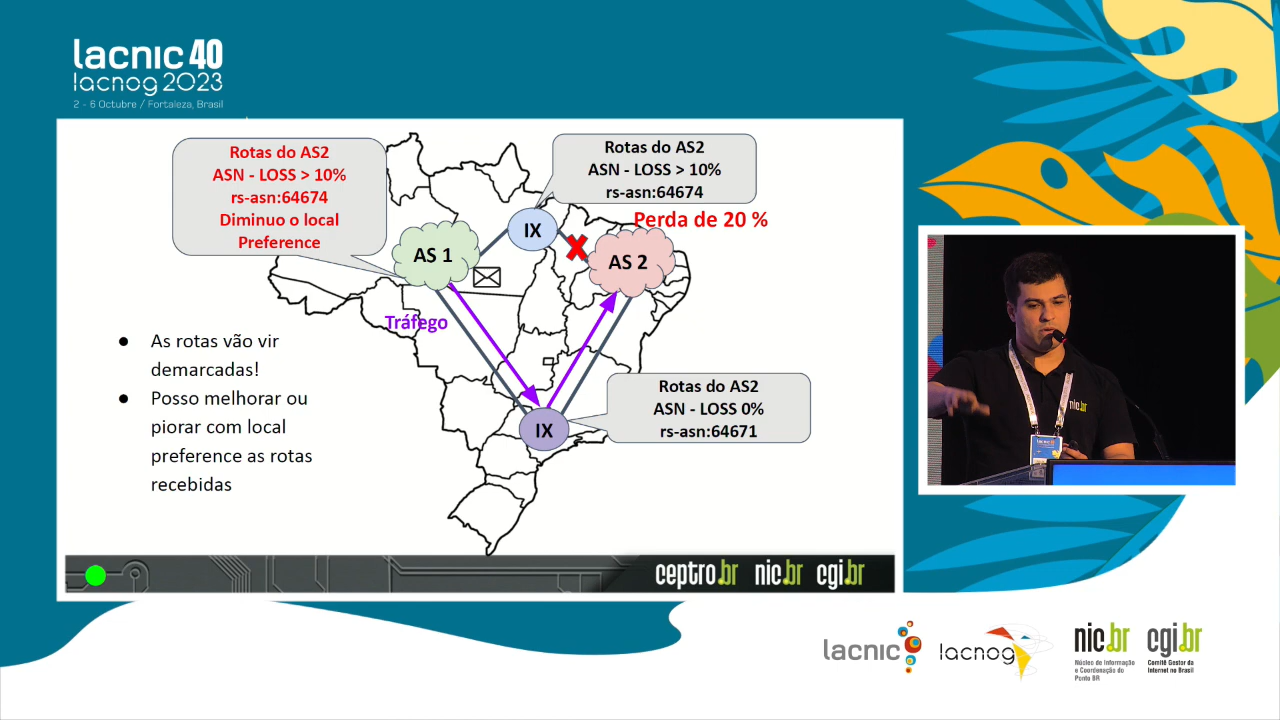 lacnic 40
lacnog 2023
2 - 6 Octubre / Fortaleza, Brasil
Rotas do AS2
ASN - LOSS > 10%
rs-asn:64674
Diminuo o local
Preference
Rotas do AS2
ASN - LOSS > 10%
rs-asn:64674
Perda de 20 %
IX
AS 1
AS 2
Tráfego
As rotas vão vir
demarcadas!
Posso melhorar ou
piorar com local
preference as rotas
recebidas
Rotas do AS2
ASN - LOSS 0%
rs-asn:64671
IX
ceptro.br nic.br cgi.br
nic.br
lacnic
lacnog
nic.br
Núcleo de Informação
e Coordenação do
Ponto BR
cgi.br
Comitê Gestor da
Internet no Brasil